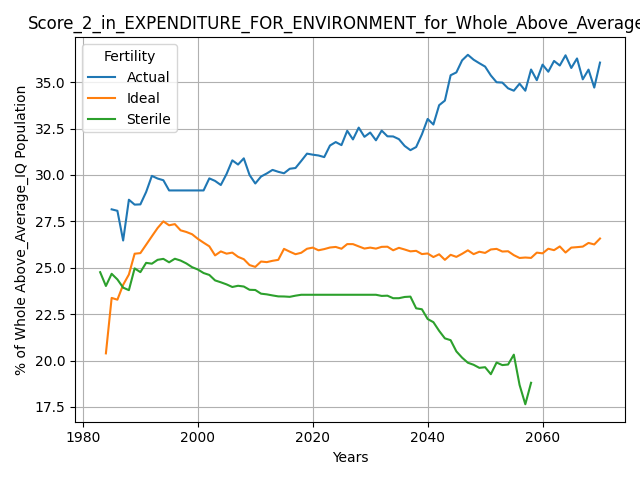 Score_2_in_EXPENDITURE_FOR_ENVIRONMENT_for_Whole_Above_Average
Fertility
Actual
Ideal
Sterile
35.0
32.5
30.0
27.5
25.0
22.5
20.0
17.5
% of Whole Above_Average_IQ Population
1980
2000
2020
2040
2060
Years